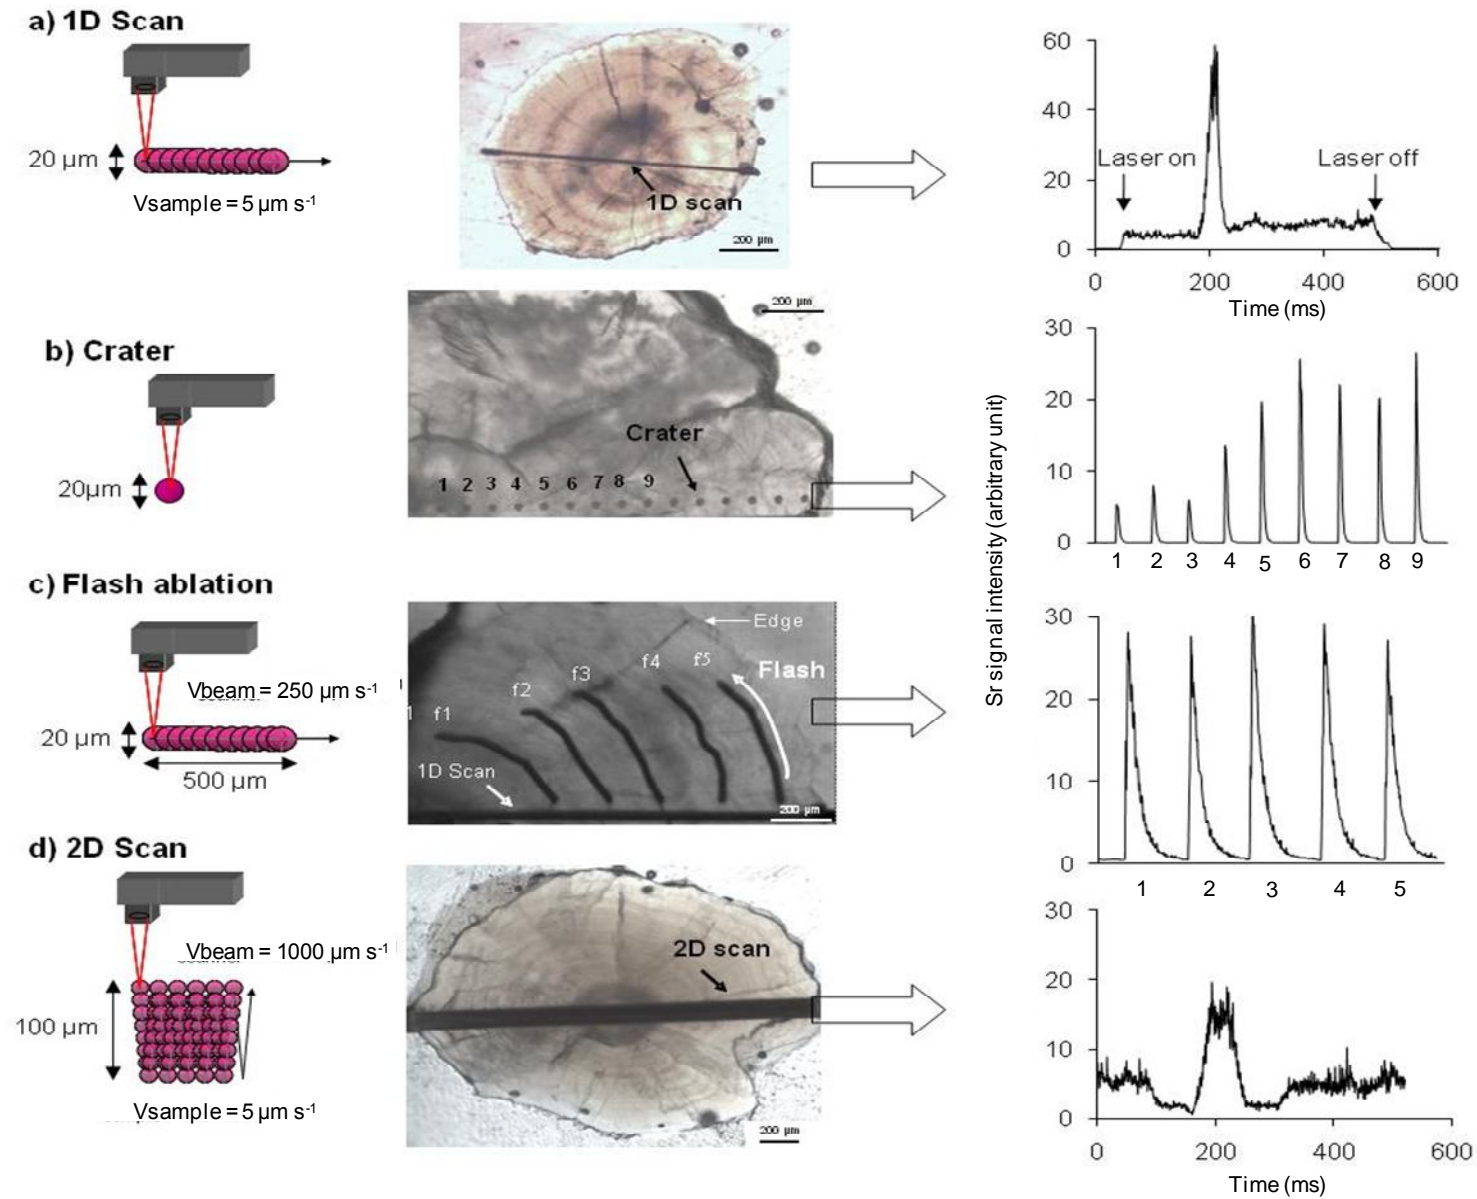 a) 1D Scan
20 µm
Vsample = 5 µm s-1
1D scan
200 µm
60
40
20
0
Laser on
Laser off
0 200 400 600
Time (ms)
b) Crater
20µm
200 µm
Crater
1 2 3 4 5 6 7 8 9
30
20
10
0
1 2 3 4 5 6 7 8 9
Sr signal intensity (arbitrary unit)
c) Flash ablation
Vbeam = 250 µm s-1
20 µm
500 µm
Edge
Flash
1 f1 f2 f3 f4 f5
1D Scan
200 µm
30
20
10
0
1 2 3 4 5
d) 2D Scan
Vbeam = 1000 µm s-1
100 µm
Vsample = 5 µm s-1
2D scan
200 µm
30
20
10
0
0 200 400 600
Time (ms)